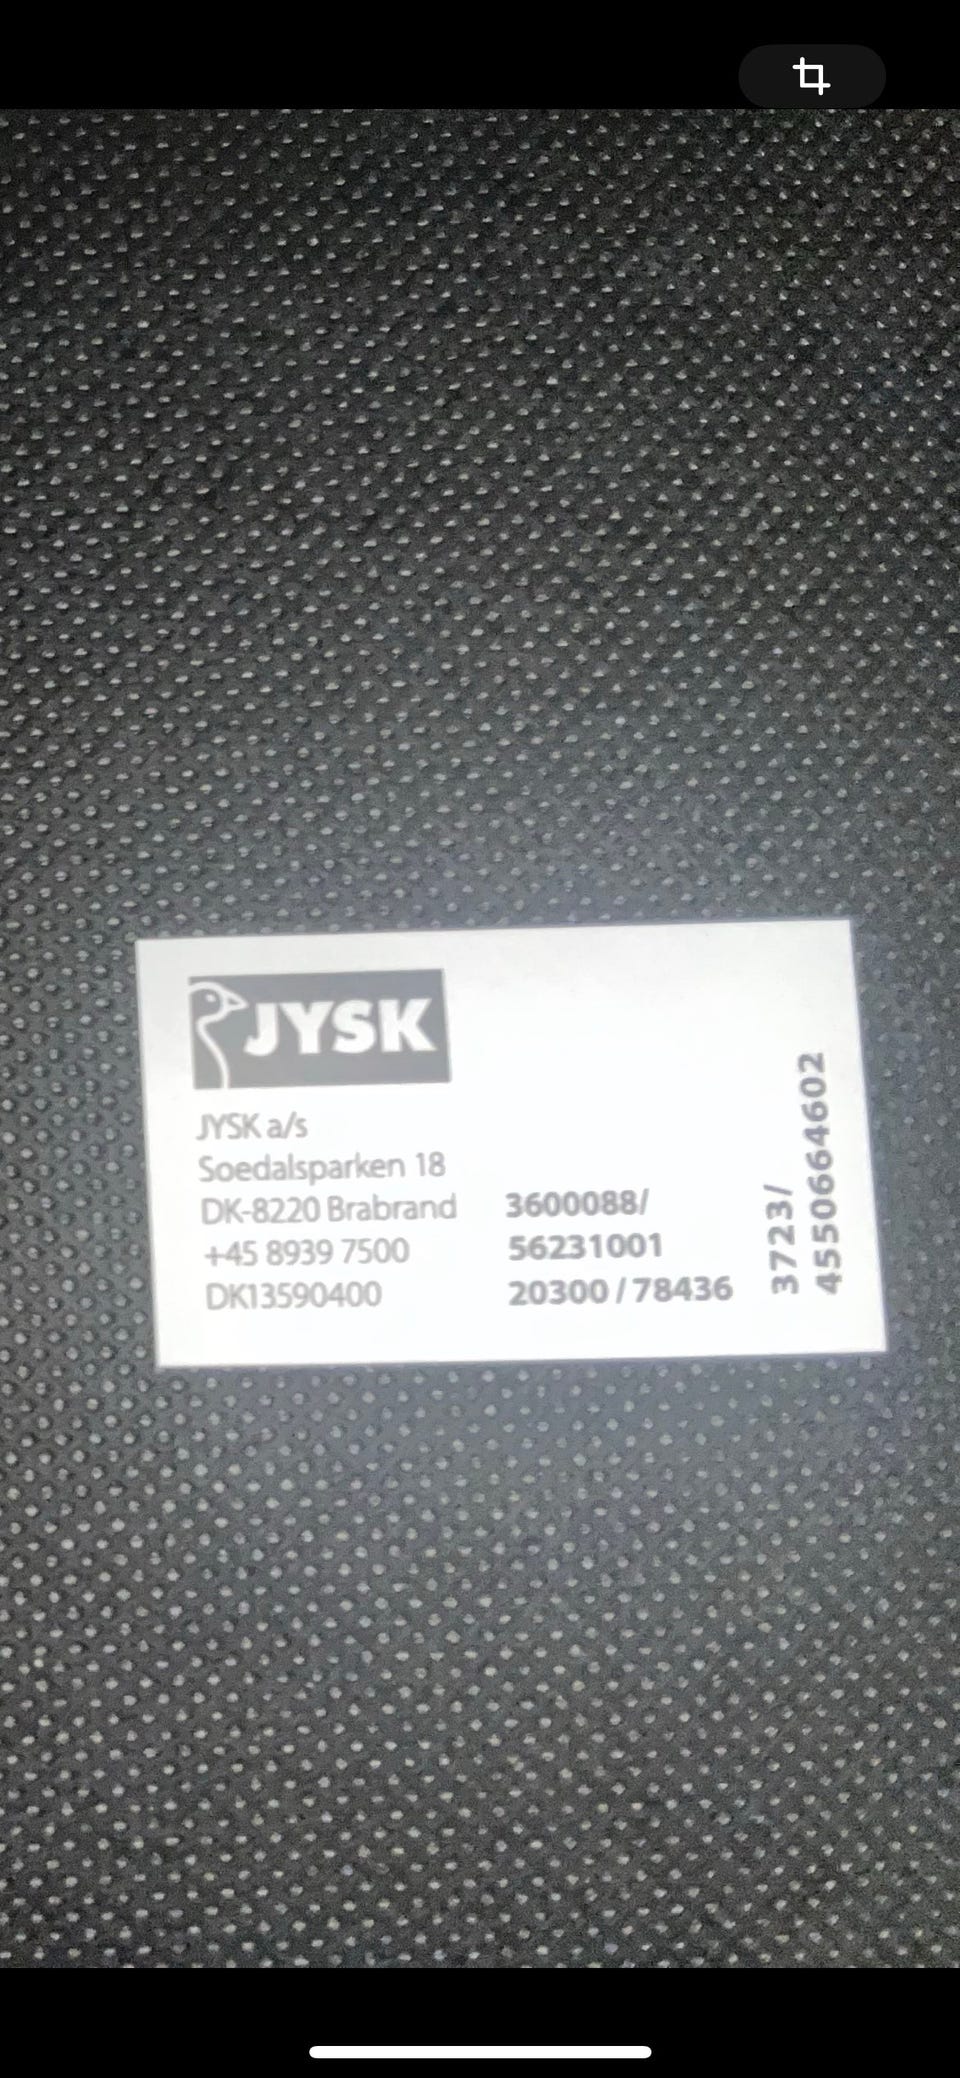 JYSK
JYSK a/s
Soedalsparken 18
DK-8220 Brabrand
+45 8939 7500
DK13590400
3600088/
56231001
20300 / 78436
3723/
4550664602